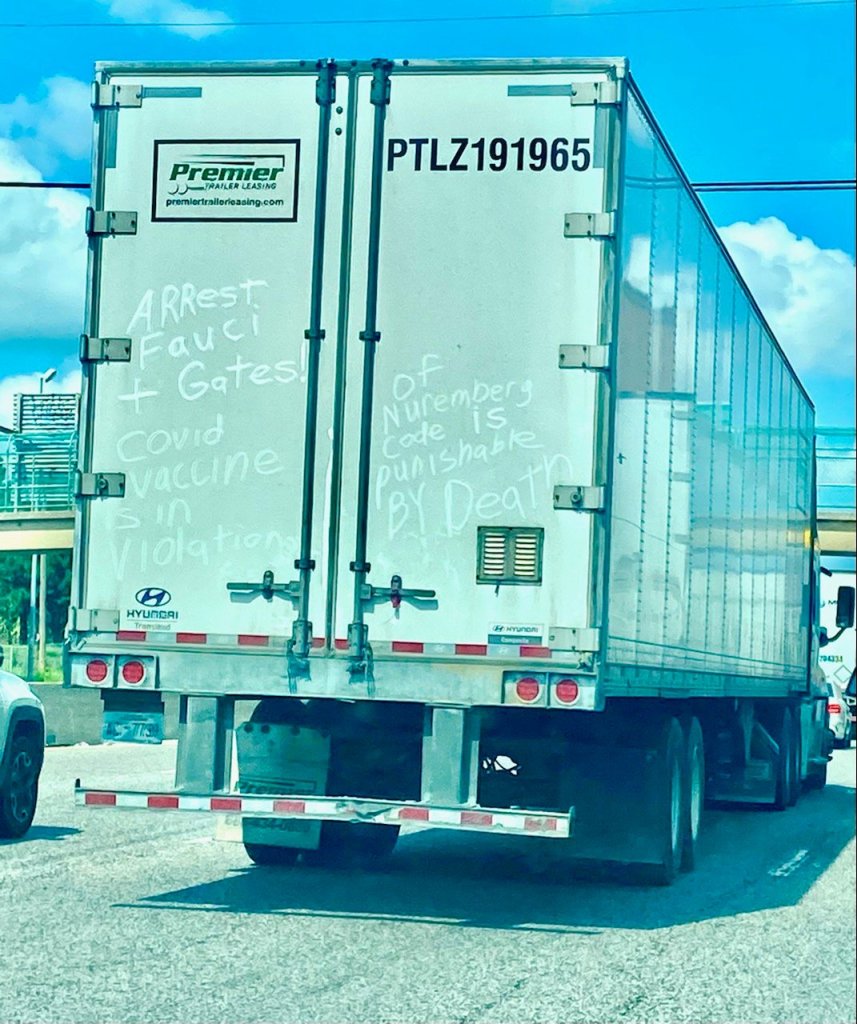 Premier
TRAILER LEASING
premiertrailerleasing.com
PTLZ191965
ARRest
Fauci
+ Gates!
Covid
vaccine
is in
Violation
OF
Nuremberg
Code is
punishable
BY Death
HYUNDAI
Translead
HYUNDAI
Composite